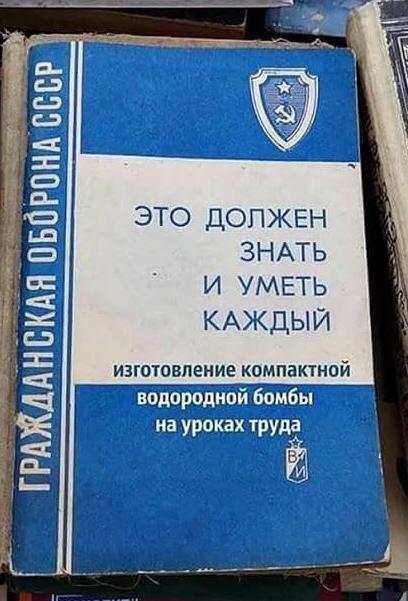 ГРАЖДАНСКАЯ ОБОРОНА СССР
ЭТО ДОЛЖЕН
ЗНАТЬ
И УМЕТЬ
КАЖДЫЙ
изготовление компактной
водородной бомбы
на уроках труда
В И